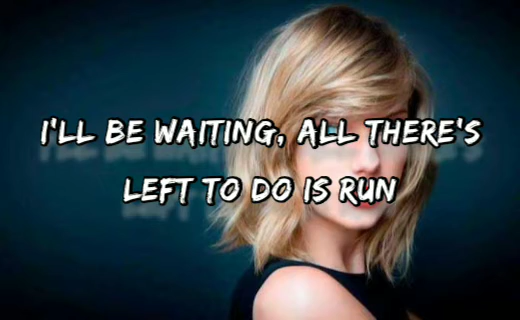 I'LL BE WAITING, ALL THERE'S
LEFT TO DO IS RUN